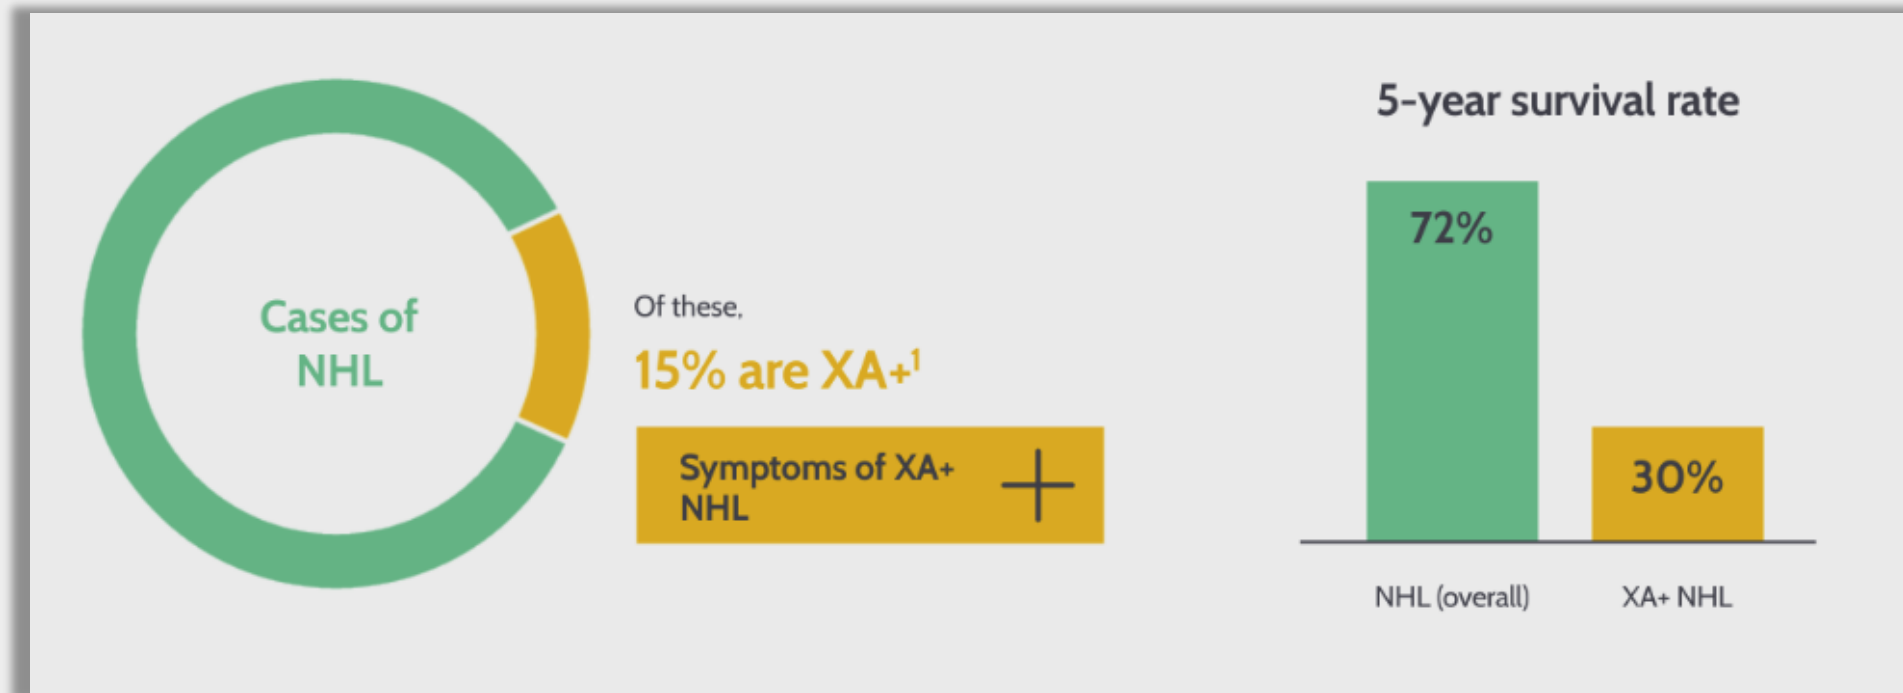 Cases of
NHL
Of these,
15% are XA+¹
Symptoms of XA+
NHL
5-year survival rate
72%
30%
NHL (overall)
XA+ NHL